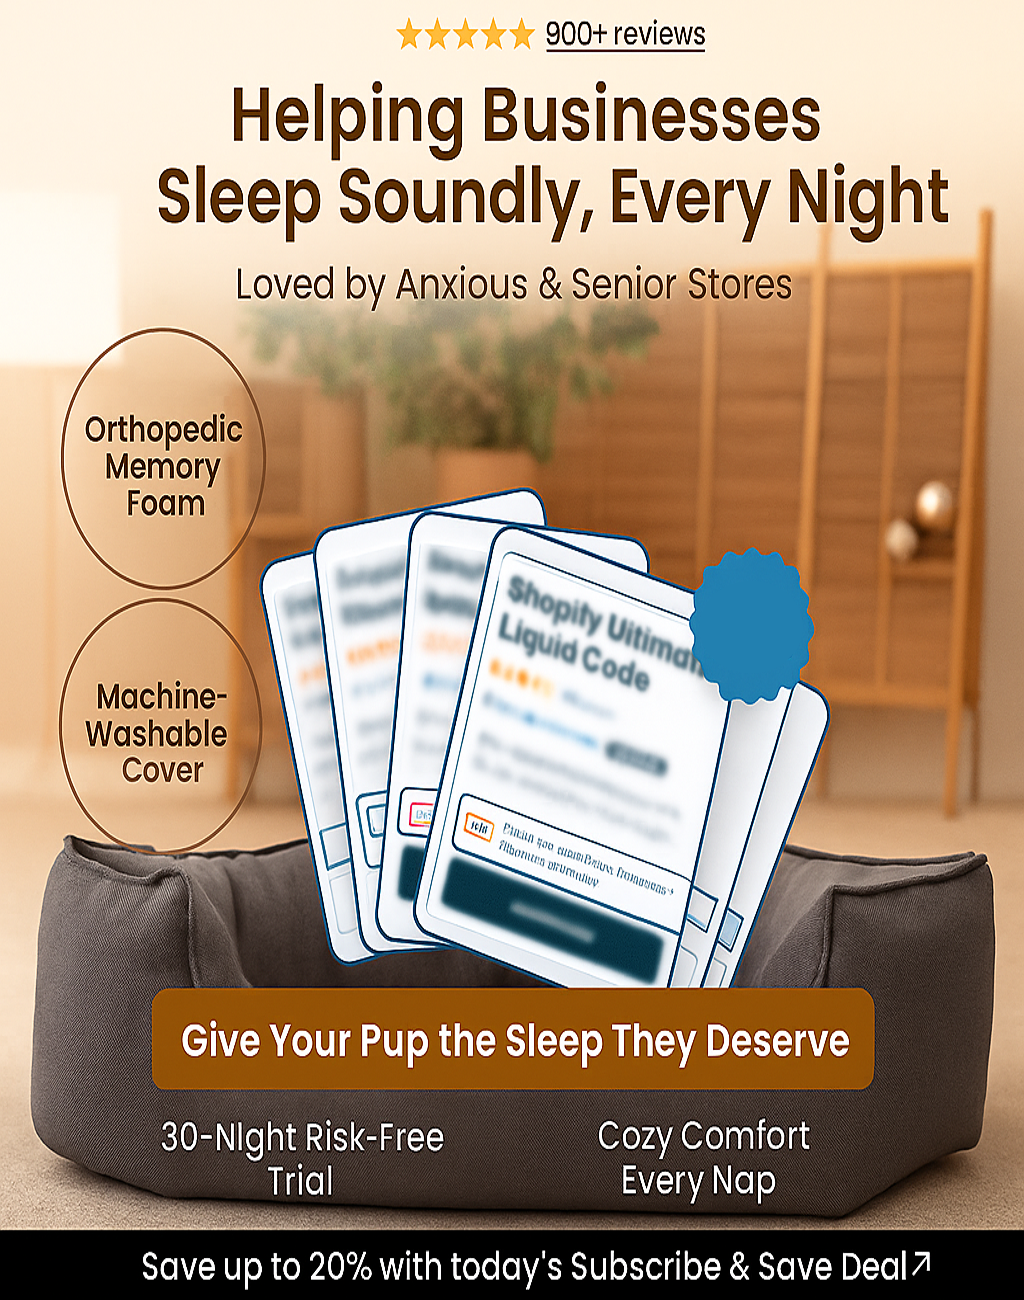 900+ reviews
Helping Businesses
Sleep Soundly, Every Night
Loved by Anxious & Senior Stores
Orthopedic
Memory
Foam
Machine-
Washable
Cover
Shopify
Liquid Code
Give Your Pup the Sleep They Deserve
30-NIght Risk-Free
Trial
Cozy Comfort
Every Nap
Save up to 20% with today's Subscribe & Save Deal↗